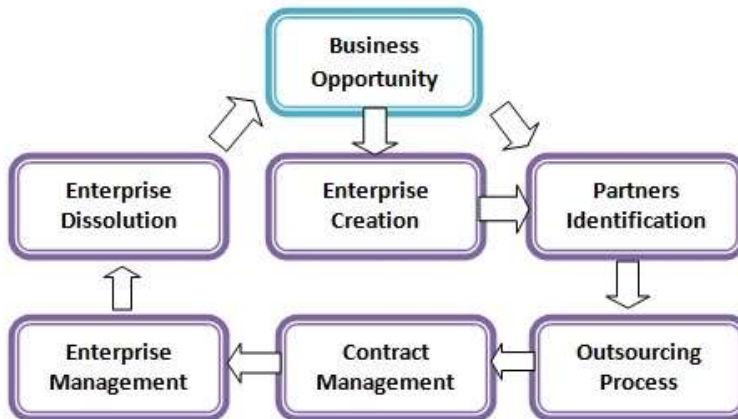 Business
Opportunity
Enterprise
Dissolution
Enterprise
Creation
Partners
Identification
Enterprise
Management
Contract
Management
Outsourcing
Process